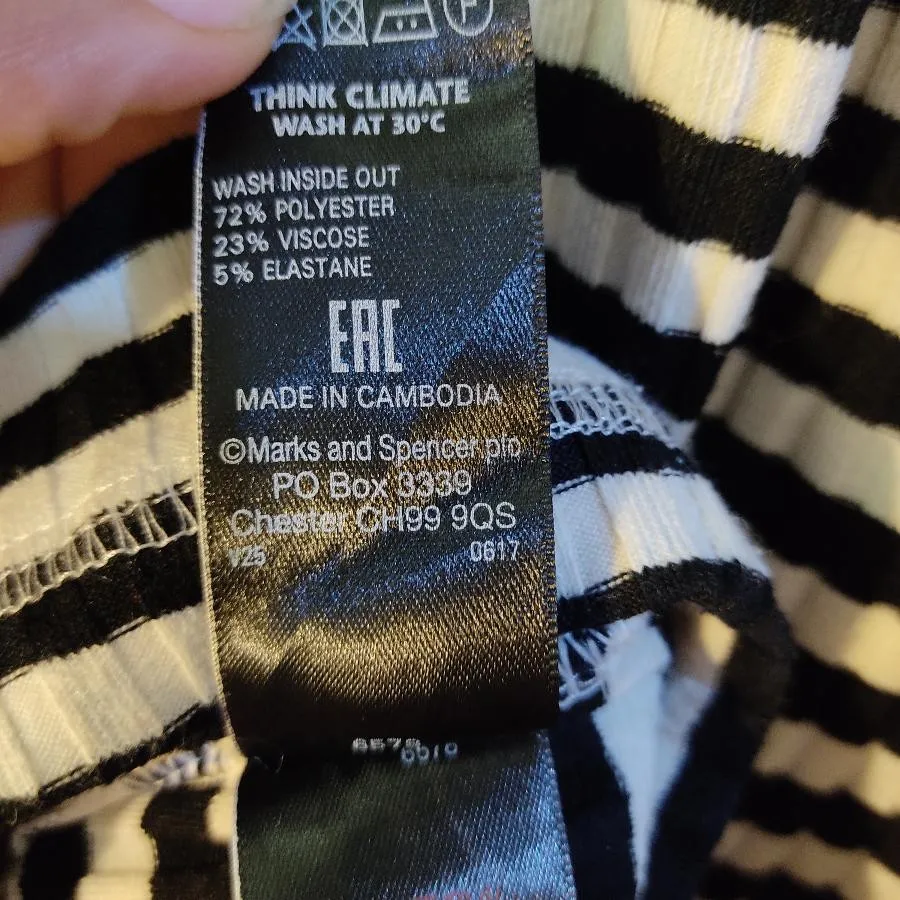 F
THINK CLIMATE
WASH AT 30°C
WASH INSIDE OUT
72% POLYESTER
23% VISCOSE
5% ELASTANE
EAC
MADE IN CAMBODIA
©Marks and Spencer plc
PO Box 3339
Chester CH99 9QS
V25 0617